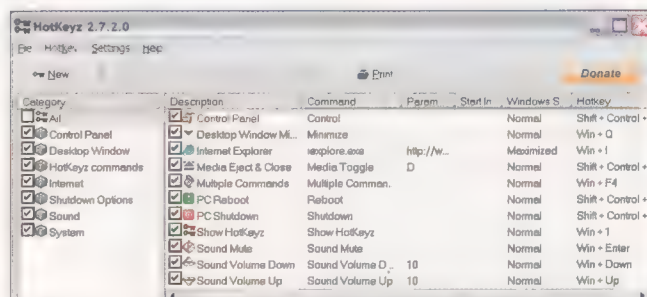 HotKeyz 2.7.2.0
File Hotkey Settings Help
New Print Donate
Category Description Command Param Start In Windows S. Hotkey
All Control Panel Control Normal Shift + Control +
Control Panel Desktop Window Mi... Minimize Normal Win + Q
Desktop Window Internet Explorer iexplore.exe http://w... Maximized Win + I
HotKeyz commands Media Eject & Close Media Toggle D Normal Shift + Control +
Internet Multiple Commands Multiple Comman. Normal Win + F4
Shutdown Options PC Reboot Reboot Normal Shift + Control +
Sound PC Shutdown Shutdown Normal Shift + Control +
System Show HotKeyz Show HotKeyz Normal Win + 1
Sound Mute Sound Mute Normal Win + Enter
Sound Volume Down Sound Volume D... 10 Normal Win + Down
Sound Volume Up Sound Volume Up 10 Normal Win + Up